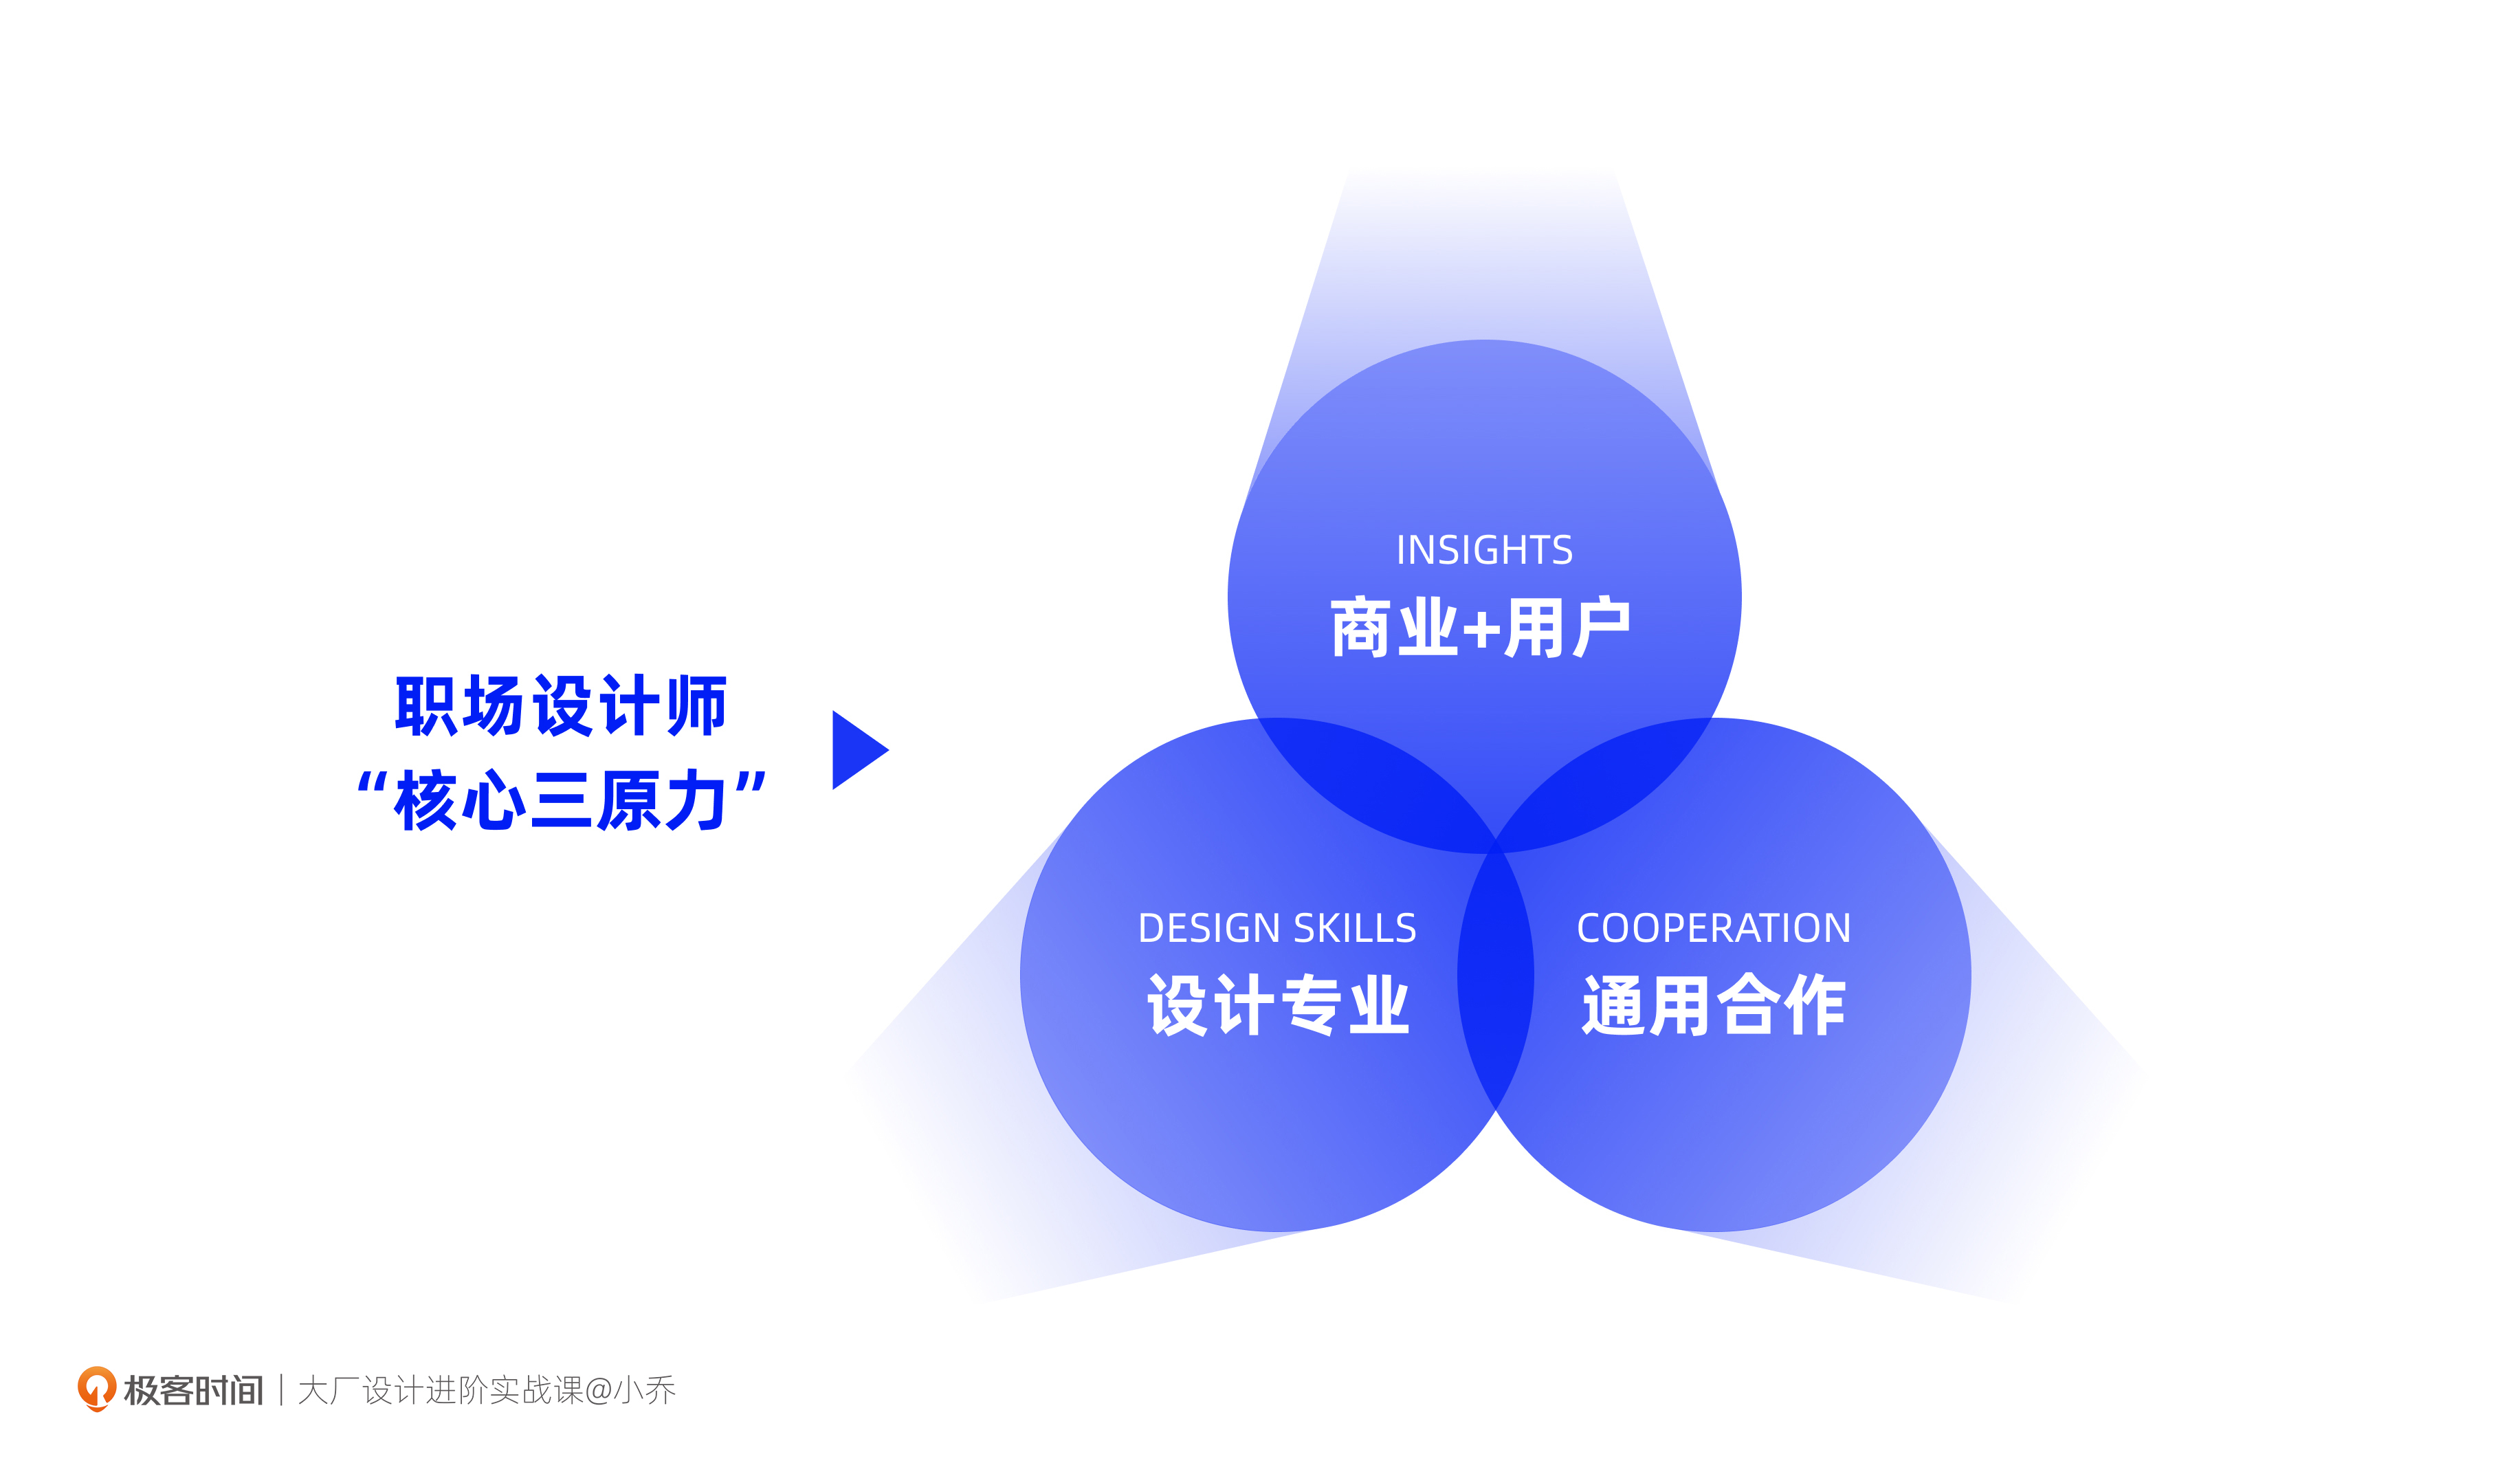 职场设计师
“核心三原力”
INSIGHTS
商业+用户
DESIGN SKILLS
设计专业
COOPERATION
通用合作
极客时间 | 大厂设计进阶实战课@小乔